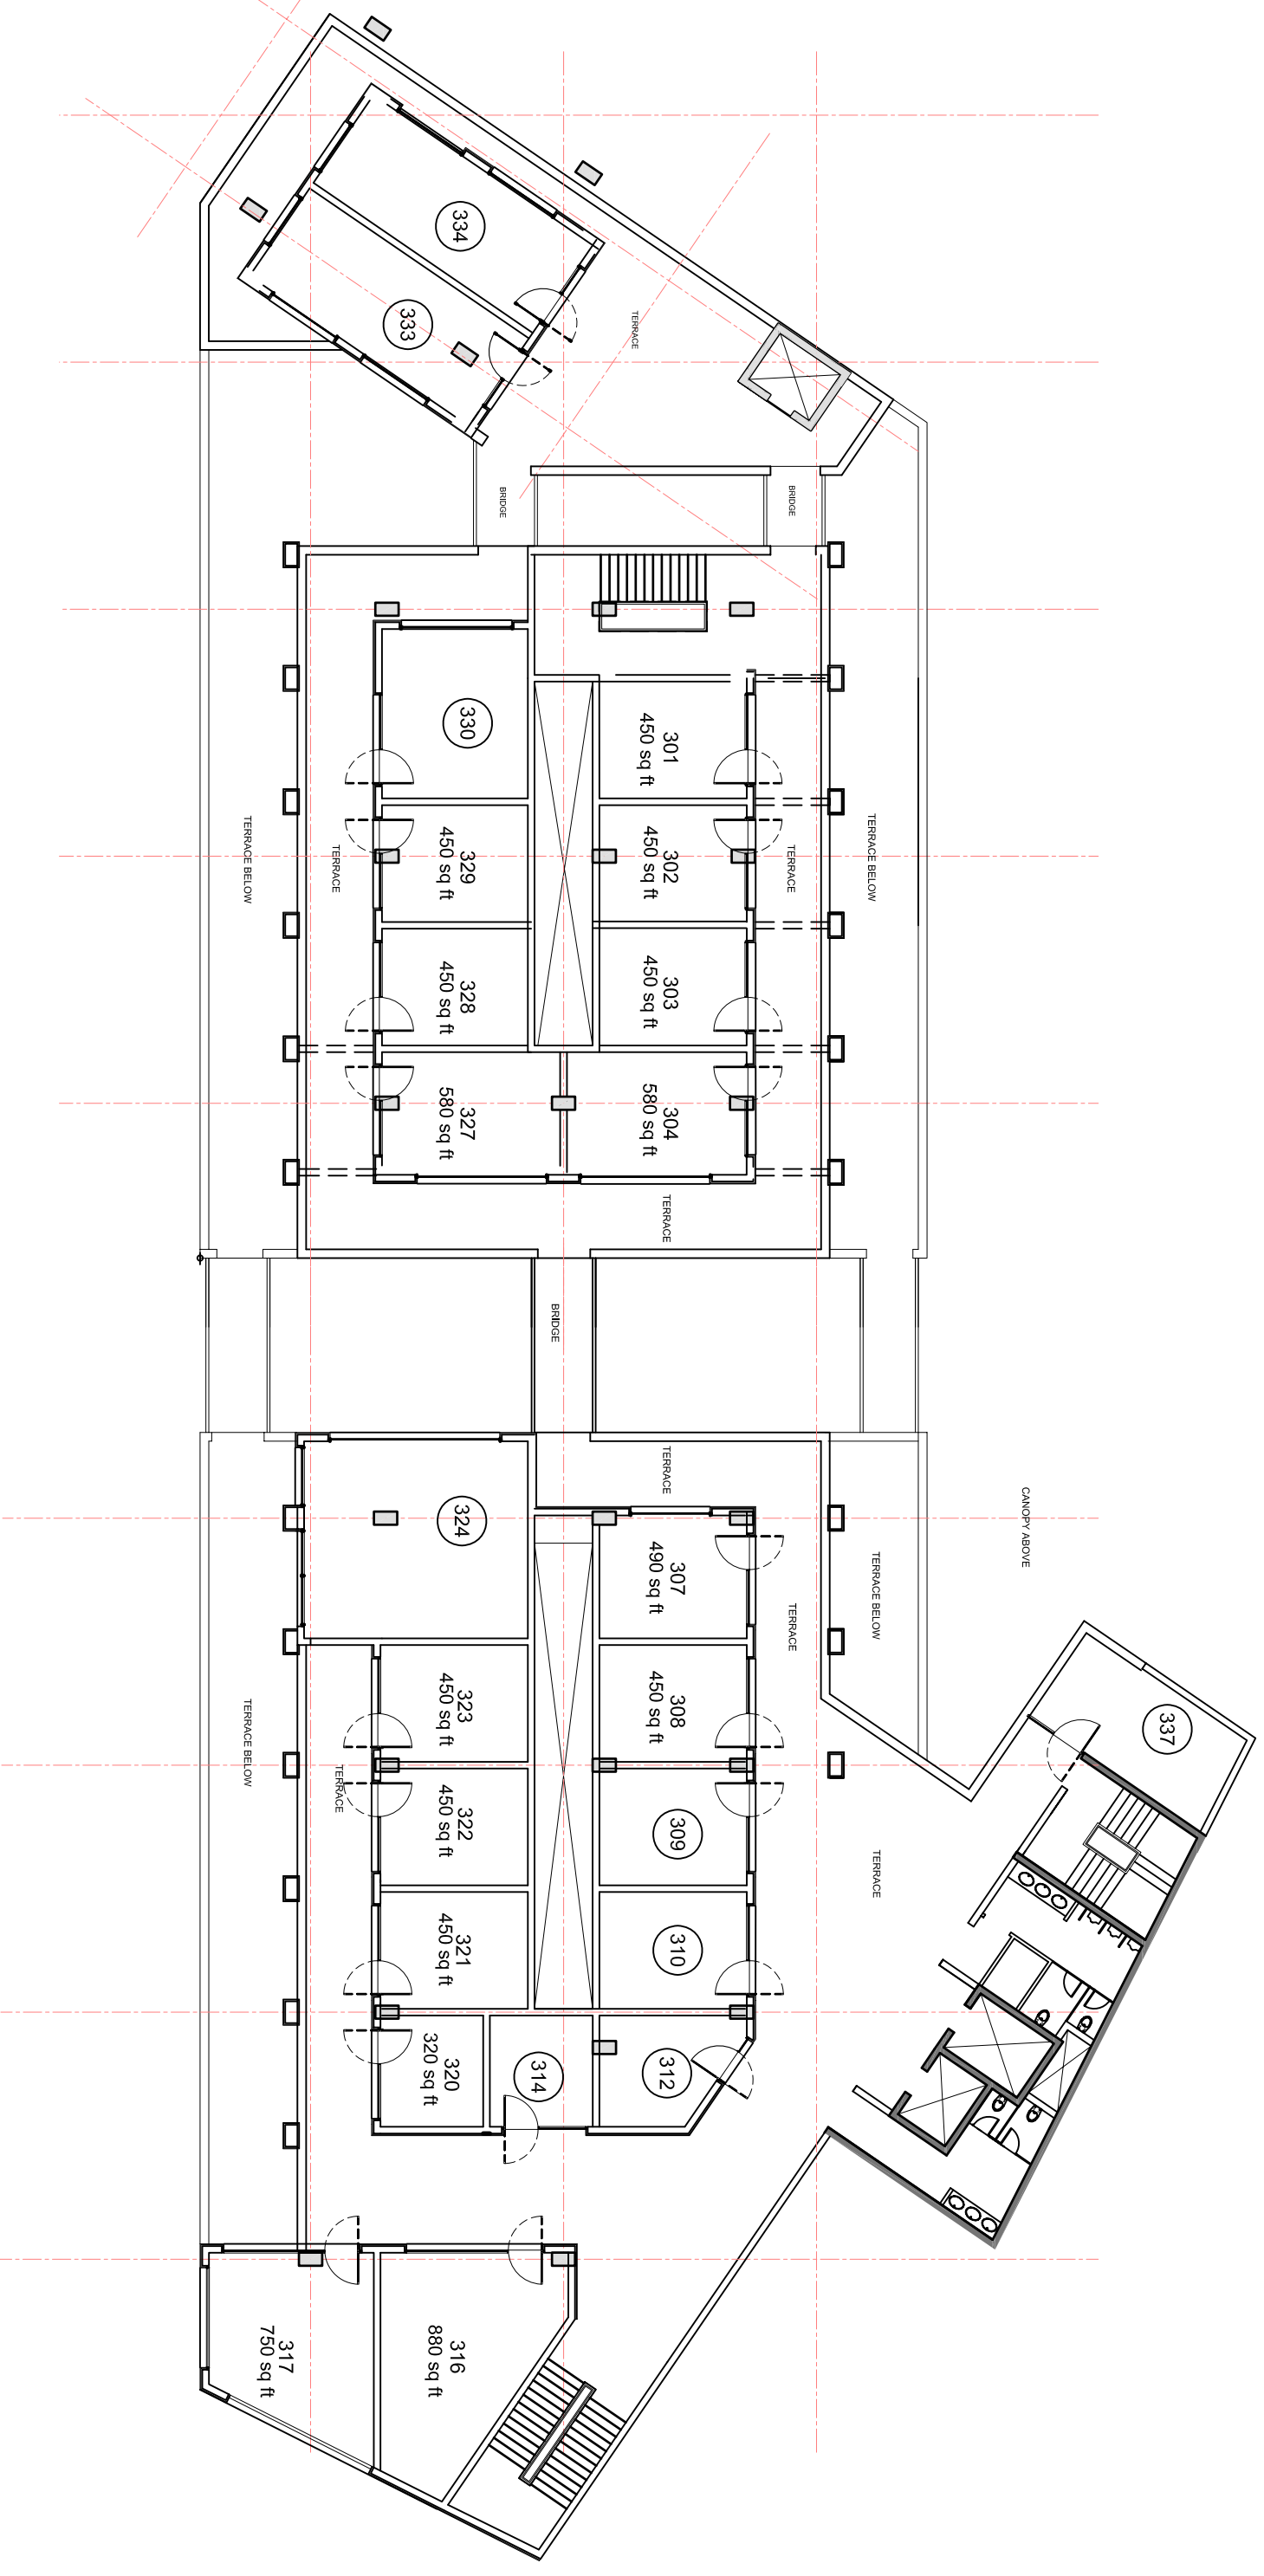 334
333
TERRACE
BRIDGE
BRIDGE
330
301
450 sq ft
329
450 sq ft
302
450 sq ft
TERRACE BELOW
TERRACE
TERRACE
TERRACE BELOW
328
450 sq ft
303
450 sq ft
327
580 sq ft
304
580 sq ft
TERRACE
BRIDGE
TERRACE
CANOPY ABOVE
324
307
490 sq ft
TERRACE BELOW
TERRACE
323
450 sq ft
308
450 sq ft
337
TERRACE BELOW
TERRACE
322
450 sq ft
309
TERRACE
321
450 sq ft
310
320
320 sq ft
314
312
317
750 sq ft
316
880 sq ft